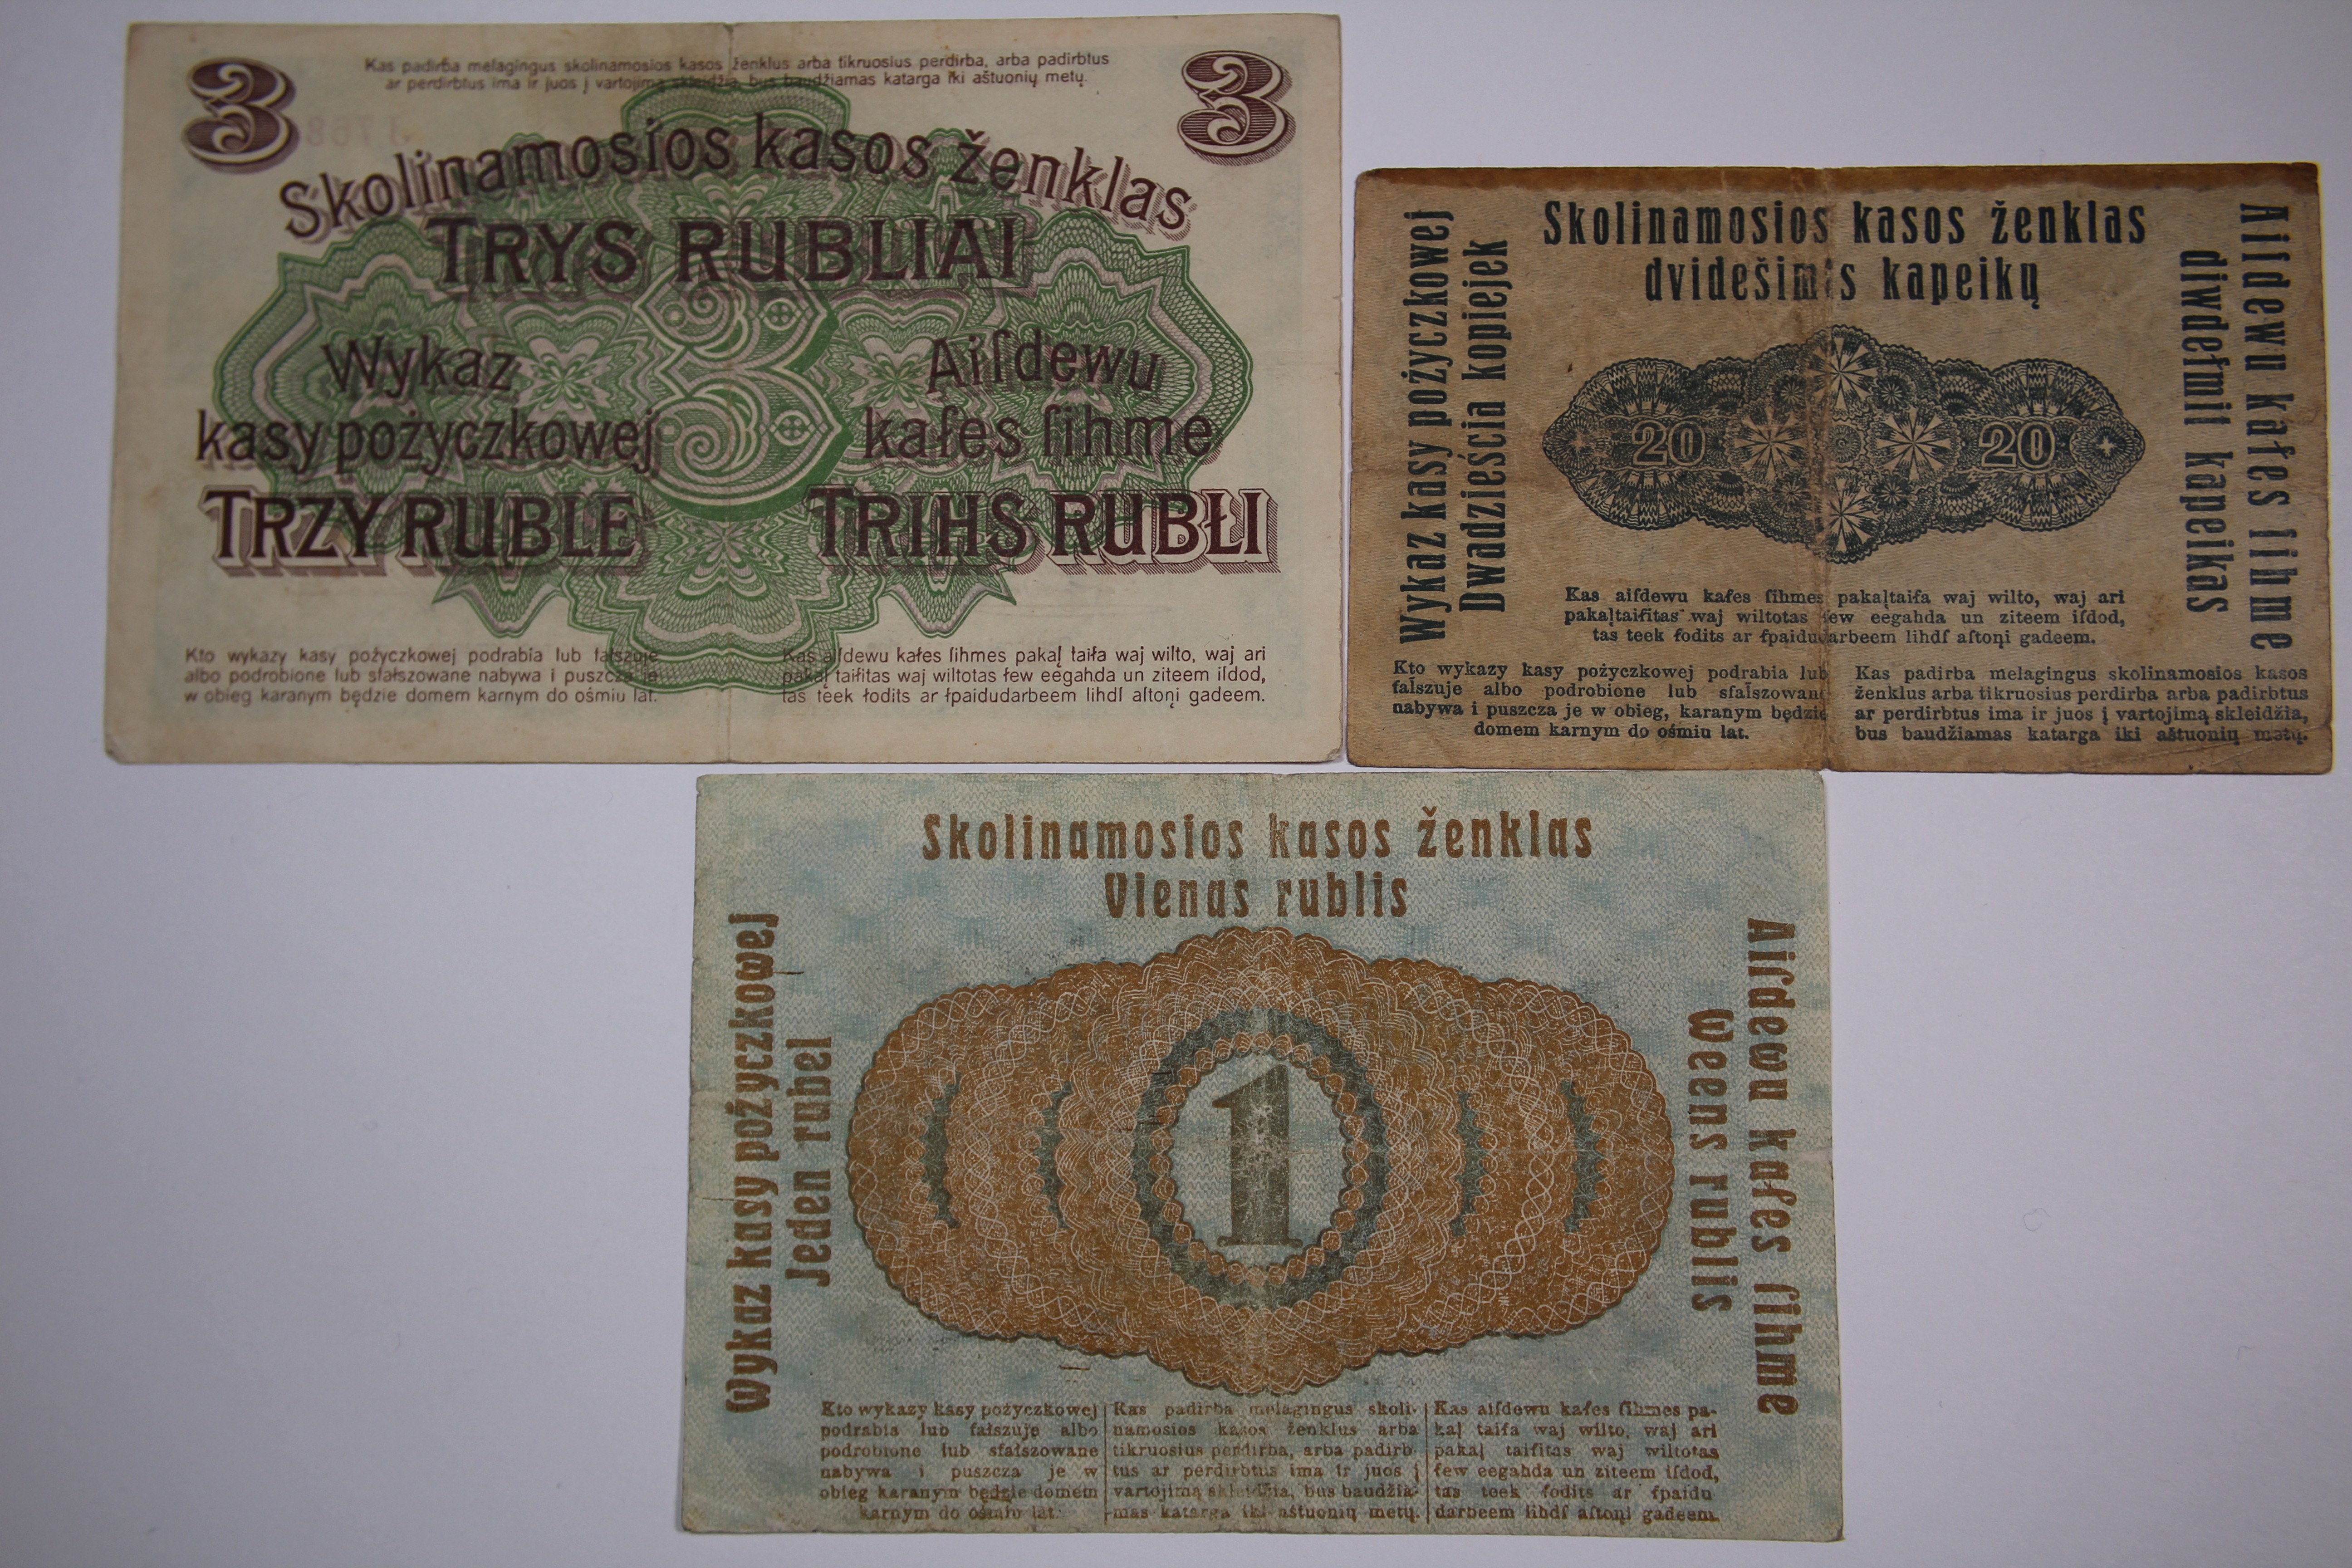 3
Kas padirba melagingus skolinamosios kasos ženklus arba tikruosius perdirba, arba padirbtus
ar perdirbtus ima ir juos į vartojimą skleidžia, bus baudžiamas katarga iki aštuonių metų.
3
Skolinamosios kasos ženklas
TRYS RUBLIAI
Wykaz
kasy pożyczkowej
TRZY RUBLE
3
Aiſdewu
kaſes ſihme
TRIHS RUBŁI
Kto wykazy kasy pożyczkowej podrabia lub fałszuje
albo podrobione lub sfałszowane nabywa i puszcza je
w obieg karanym będzie domem karnym do ośmiu lat.
Kas aiſdewu kaſes ſihmes pakaļ taiſa waj wilto, waj ari
pakaļ taiſitas waj wiltotas ſew eegahda un ziteem iſdod,
tas teek ſodits ar ſpaidudarbeem lihdſ aſtoņi gadeem.
Skolinamosios kasos ženklas
dvidešimts kapeikų
Wykaz kasy pożyczkowej
Dwadzieścia kopiejek
20
20
Aiſdewu kaſes ſihme
diwdeſmit kapeikas
Kas aiſdewu kaſes ſihmes pakaļtaiſa waj wilto, waj ari
pakaļtaiſitas waj wiltotas ſew eegahda un ziteem iſdod,
tas teek ſodits ar ſpaidudarbeem lihdſ aſtoņi gadeem.
Kto wykazy kasy pożyczkowej podrabia lub
fałszuje albo podrobione lub sfałszowane
nabywa i puszcza je w obieg, karanym będzie
domem karnym do ośmiu lat.
Kas padirba melagingus skolinamosios kasos
ženklus arba tikruosius perdirba arba padirbtus
ar perdirbtus ima ir juos į vartojimą skleidžia,
bus baudžiamas katarga iki aštuonių metų.
Skolinamosios kasos ženklas
Vienas rublis
Wykaz kasy pożyczkowej
Jeden rubel
1
Aiſdewu kaſes ſihme
Weens rublis
Kto wykazy kasy pożyczkowej
podrabia lub fałszuje albo
podrobione lub sfałszowane
nabywa i puszcza je w
obieg karanym będzie domem
karnym do ośmiu lat.
Kas padirba melagingus skoli-
namosios kasos ženklus arba
tikruosius perdirba, arba padirb-
tus ar perdirbtus ima ir juos į
vartojimą skleidžia, bus baudžia-
mas katarga iki aštuonių metų.
Kas aiſdewu kaſes ſihmes pa-
kaļ taiſa waj wilto, waj ari
pakaļ taiſitas waj wiltotas
ſew eegahda un ziteem iſdod,
tas teek ſodits ar ſpaidu
darbeem lihdſ aſtoņi gadeem.